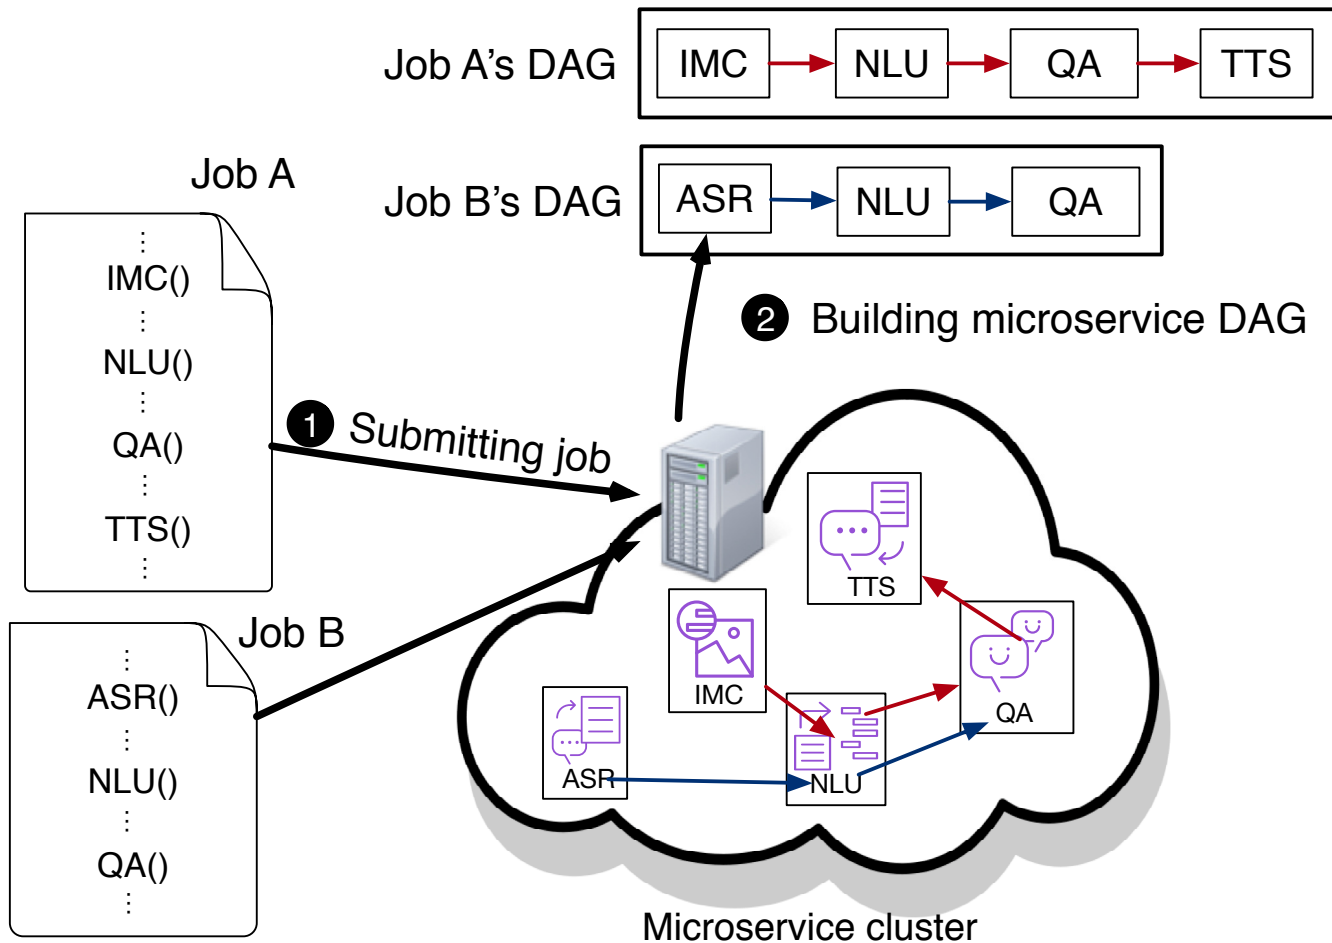 Job A's DAG
IMC
NLU
QA
TTS
Job B's DAG
ASR
NLU
QA
Job A
⋮
IMC()
⋮
NLU()
⋮
QA()
⋮
TTS()
⋮
1 Submitting job
2 Building microservice DAG
Job B
⋮
ASR()
⋮
NLU()
⋮
QA()
⋮
TTS
IMC
QA
ASR
NLU
Microservice cluster